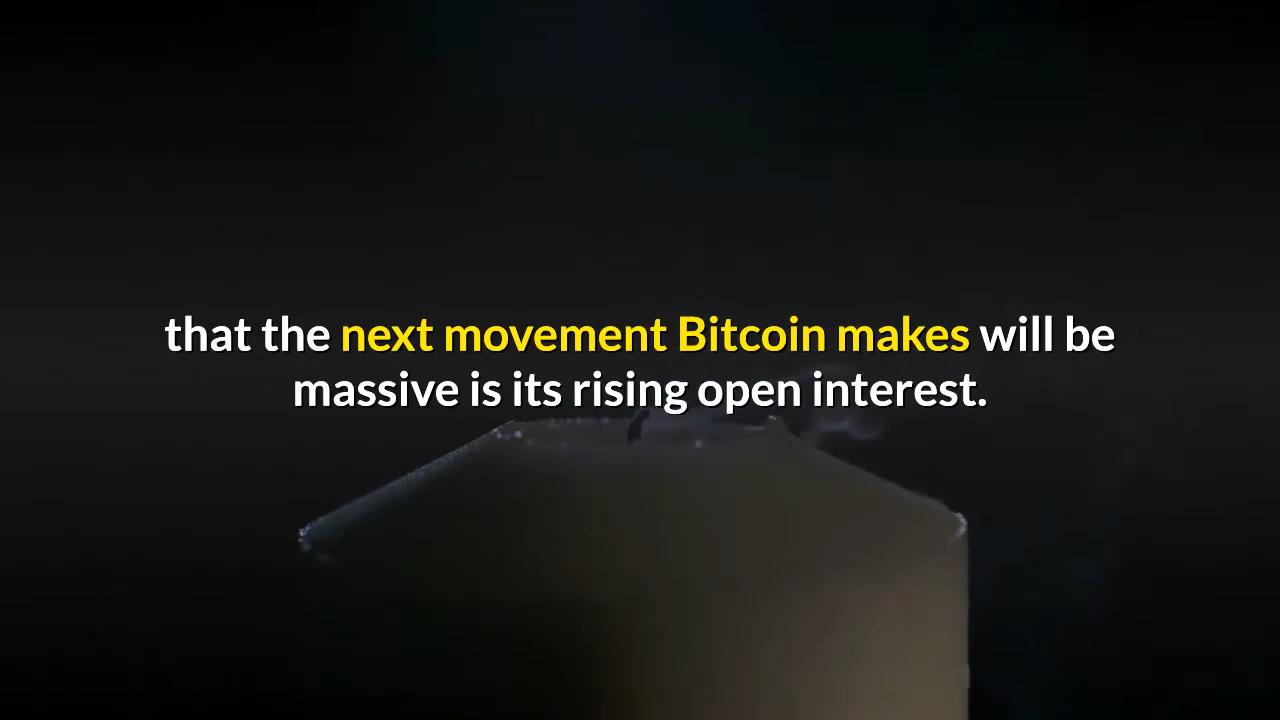 that the next movement Bitcoin makes will be
massive is its rising open interest.